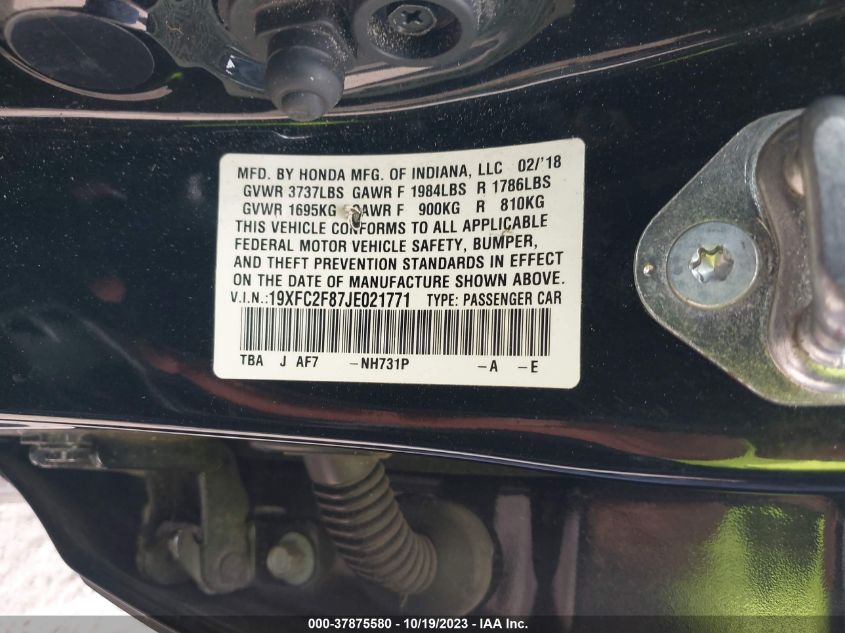 MFD. BY HONDA MFG. OF INDIANA, LLC 02/'18
GVWR 3737LBS GAWR F 1984LBS R 1786LBS
GVWR 1695KG GAWR F 900KG R 810KG
THIS VEHICLE CONFORMS TO ALL APPLICABLE
FEDERAL MOTOR VEHICLE SAFETY, BUMPER,
AND THEFT PREVENTION STANDARDS IN EFFECT
ON THE DATE OF MANUFACTURE SHOWN ABOVE.
V.I.N.:19XFC2F87JE021771 TYPE: PASSENGER CAR
TBA J AF7 -NH731P -A -E
000-37875580 - 10/19/2023 - IAA Inc.